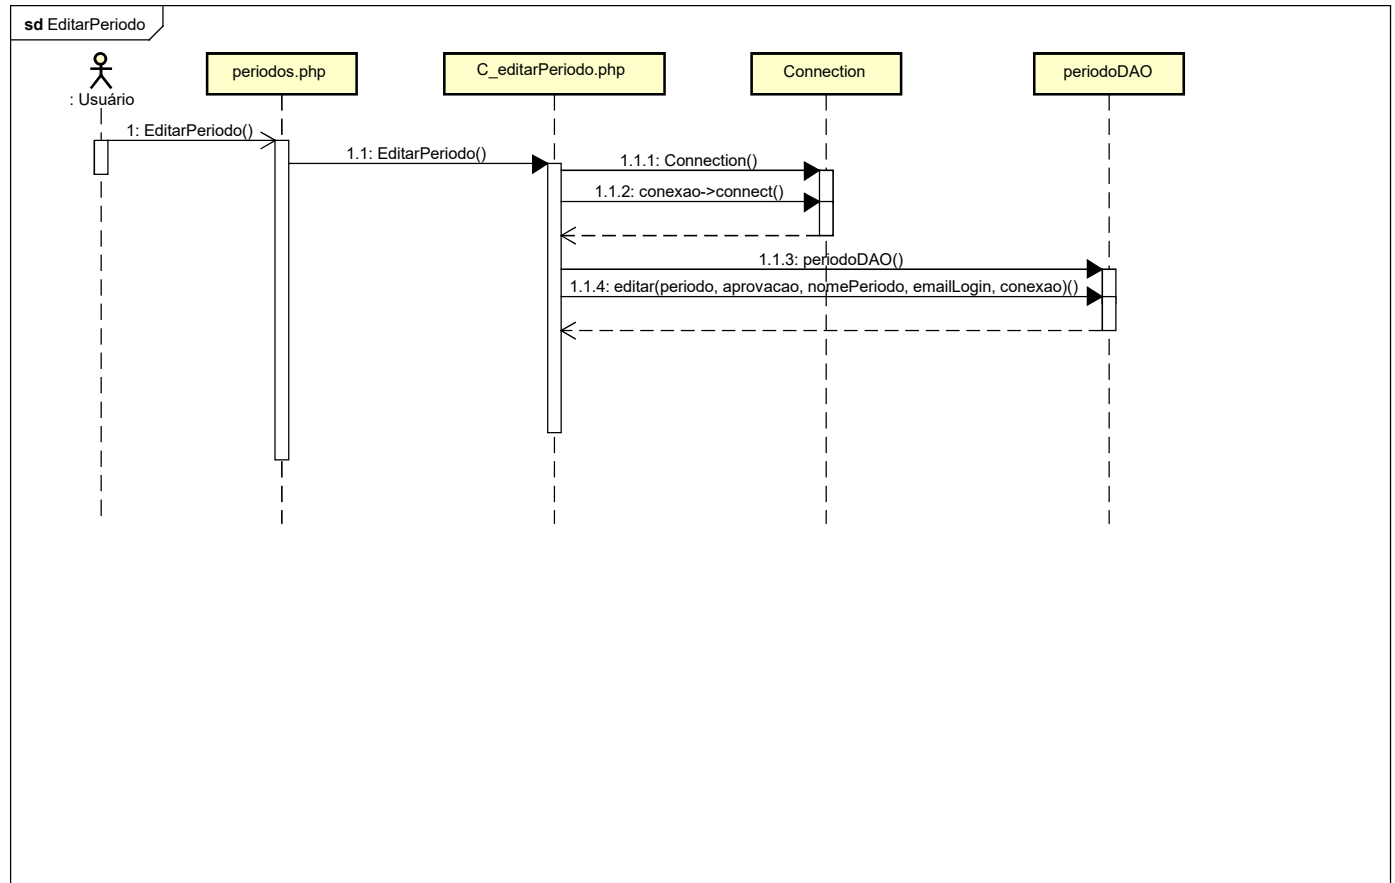 sd EditarPeriodo
: Usuário
periodos.php
C_editarPeriodo.php
Connection
periodoDAO
1: EditarPeriodo()
1.1: EditarPeriodo()
1.1.1: Connection()
1.1.2: conexao->connect()
1.1.3: periodoDAO()
1.1.4: editar(periodo, aprovacao, nomePeriodo, emailLogin, conexao)()